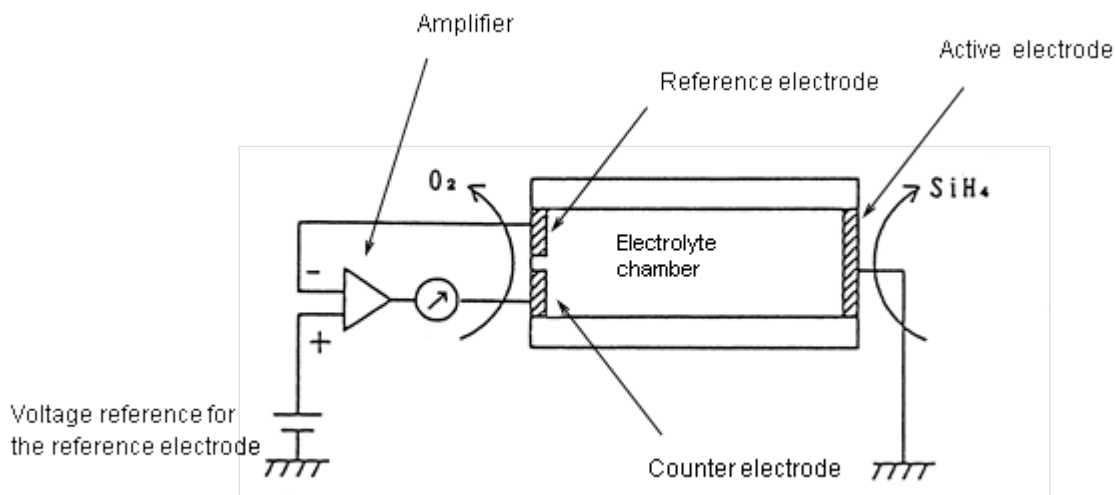 Amplifier
Active electrode
Reference electrode
O₂
SiH₄
Electrolyte
chamber
-
+
Voltage reference for
the reference electrode
Counter electrode